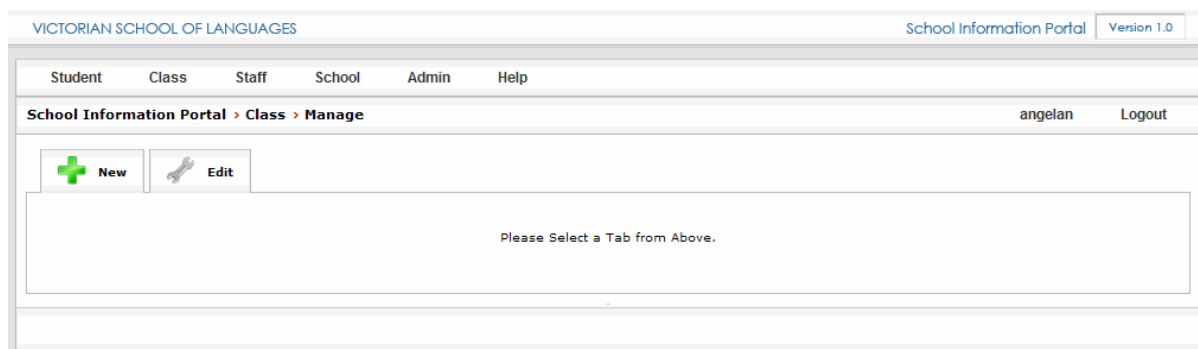 VICTORIAN SCHOOL OF LANGUAGES School Information Portal Version 1.0
Student Class Staff School Admin Help
School Information Portal › Class › Manage angelan Logout
New Edit
Please Select a Tab from Above.